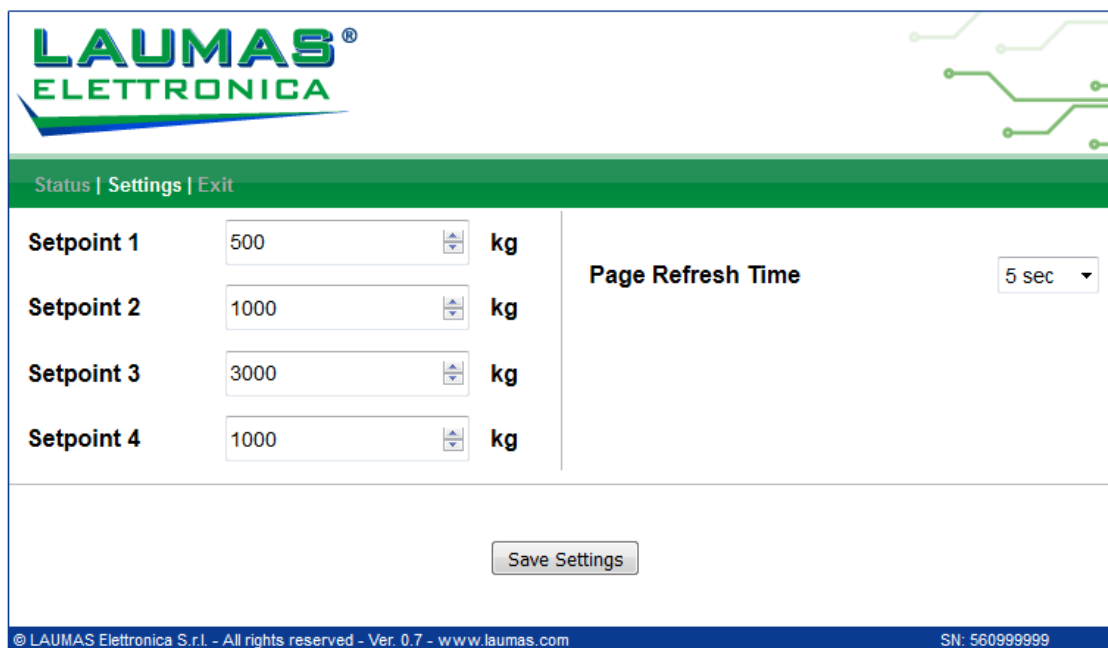 LAUMAS®
ELETTRONICA
Status | Settings | Exit
Setpoint 1 500 kg
Page Refresh Time 5 sec
Setpoint 2 1000 kg
Setpoint 3 3000 kg
Setpoint 4 1000 kg
Save Settings
© LAUMAS Elettronica S.r.l. - All rights reserved - Ver. 0.7 - www.laumas.com SN: 560999999